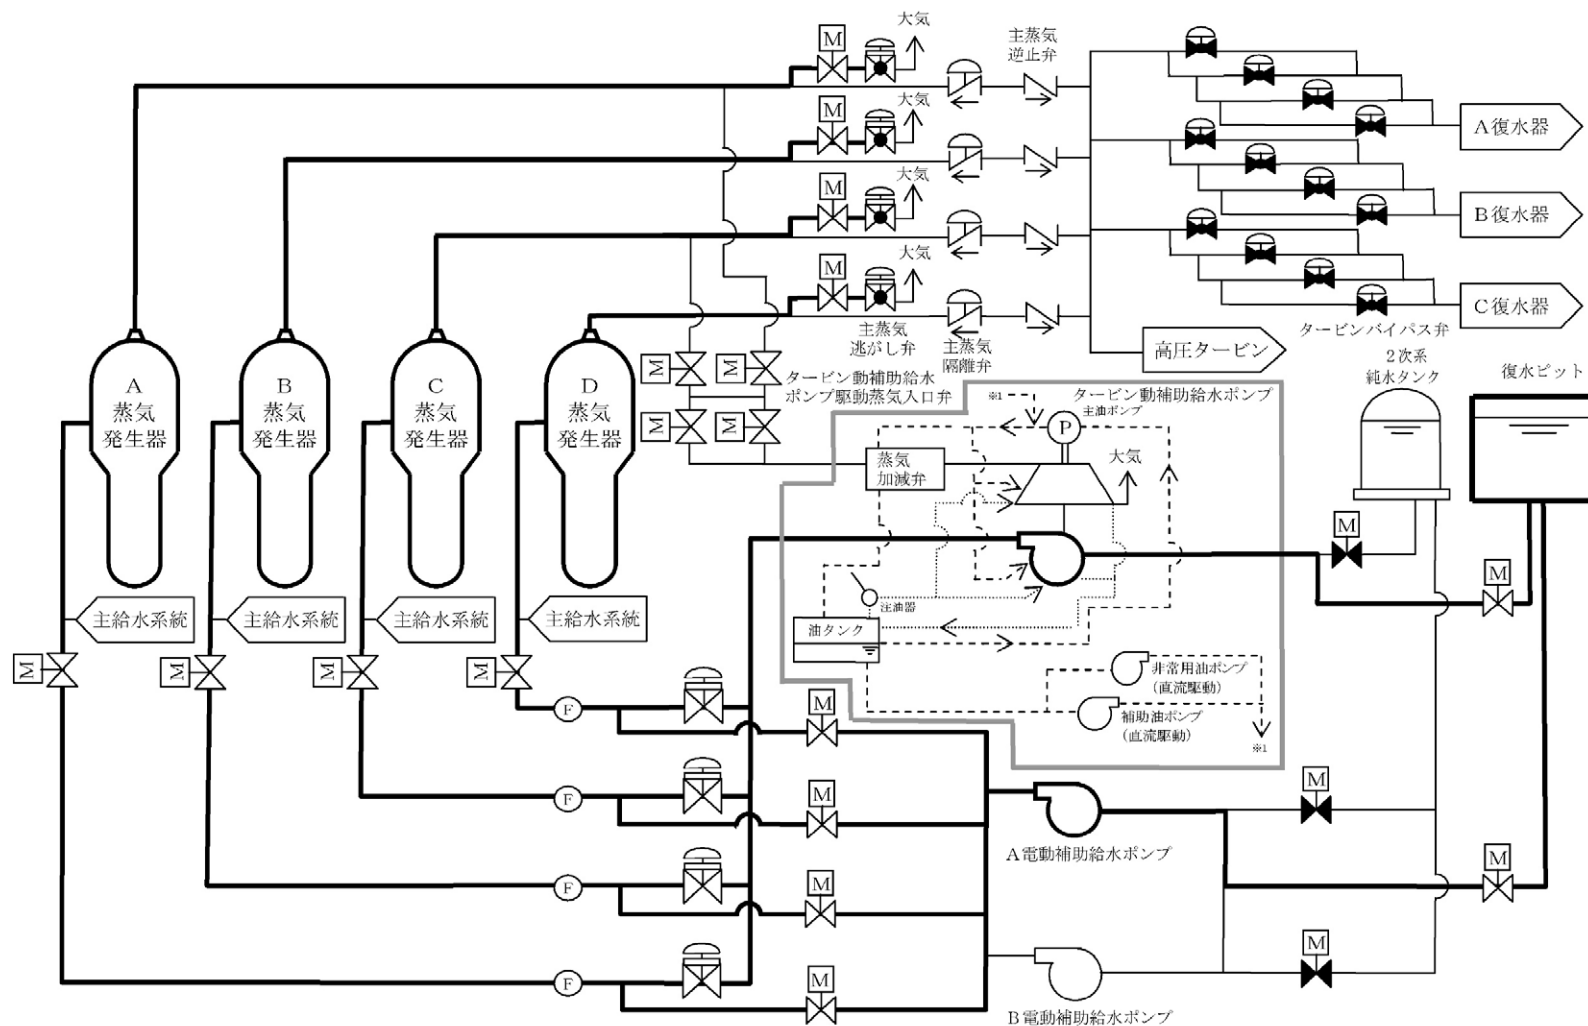 M
大気
主蒸気
逆止弁
M
大気
A復水器
M
大気
B復水器
M
大気
C復水器
主蒸気
逃がし弁
主蒸気
隔離弁
タービンバイパス弁
高圧タービン
2次系
純水タンク
復水ピット
A
蒸気
発生器
B
蒸気
発生器
C
蒸気
発生器
D
蒸気
発生器
M
M
タービン動補助給水
ポンプ駆動蒸気入口弁
M
M
タービン動補助給水ポンプ
※1
主油ポンプ
P
蒸気
加減弁
大気
M
M
注油器
油タンク
主給水系統
主給水系統
主給水系統
主給水系統
M
M
M
M
非常用油ポンプ
(直流駆動)
補助油ポンプ
(直流駆動)
※1
F
M
F
M
M
A電動補助給水ポンプ
M
F
M
F
M
M
B電動補助給水ポンプ